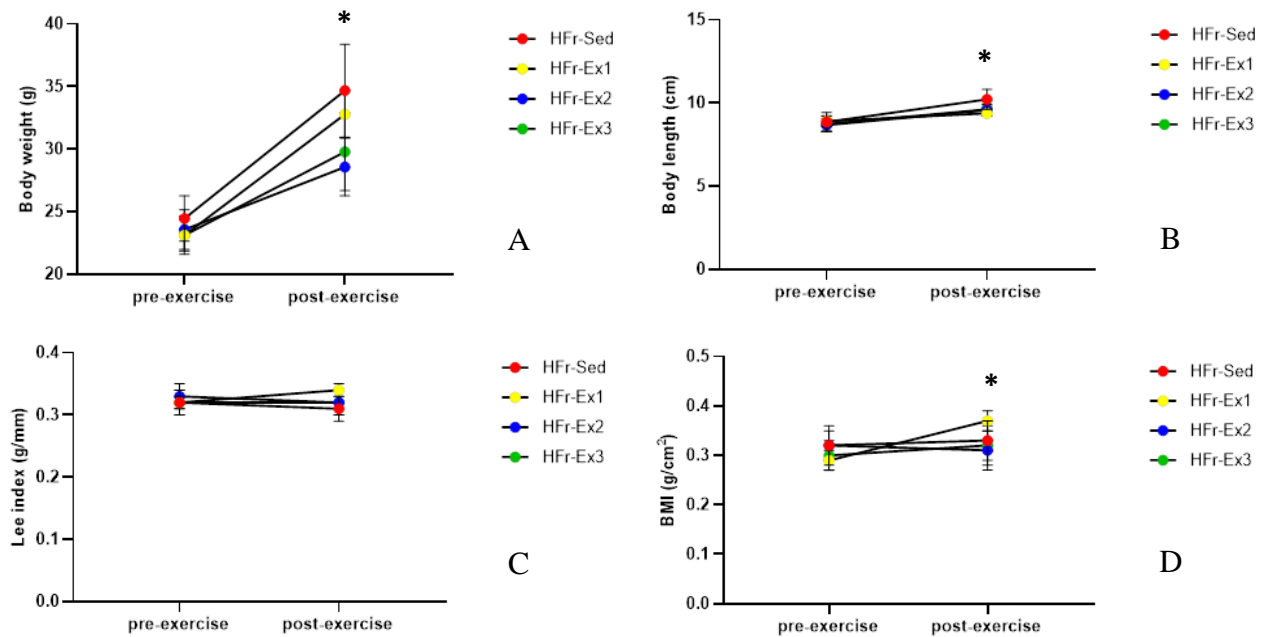 40
35
30
25
20
Body weight (g)
*
pre-exercise
post-exercise
HFr-Sed
HFr-Ex1
HFr-Ex2
HFr-Ex3
A
15
10
5
0
Body length (cm)
*
pre-exercise
post-exercise
HFr-Sed
HFr-Ex1
HFr-Ex2
HFr-Ex3
B
0.4
0.3
0.2
0.1
0.0
Lee index (g/mm)
pre-exercise
post-exercise
HFr-Sed
HFr-Ex1
HFr-Ex2
HFr-Ex3
C
0.5
0.4
0.3
0.2
0.1
0.0
BMI (g/cm²)
*
pre-exercise
post-exercise
HFr-Sed
HFr-Ex1
HFr-Ex2
HFr-Ex3
D